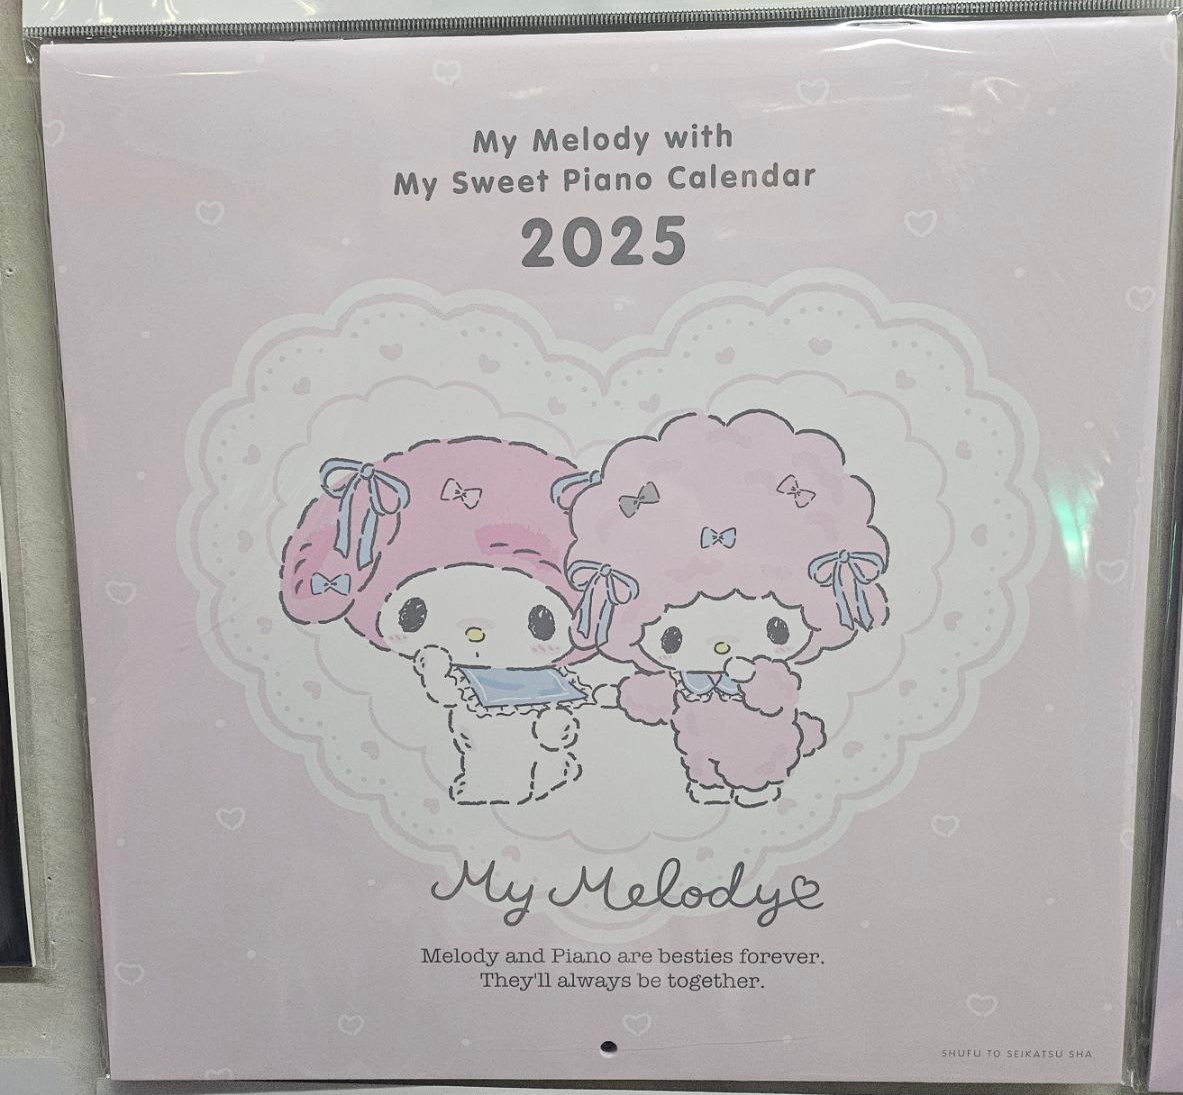 My Melody with
My Sweet Piano Calendar
2025
My Melody
Melody and Piano are besties forever.
They'll always be together.
SHUFU TO SEIKATSU SHA